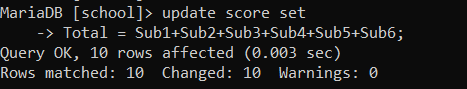 MariaDB [school]> update score set
    -> Total = Sub1+Sub2+Sub3+Sub4+Sub5+Sub6;
Query OK, 10 rows affected (0.003 sec)
Rows matched: 10  Changed: 10  Warnings: 0